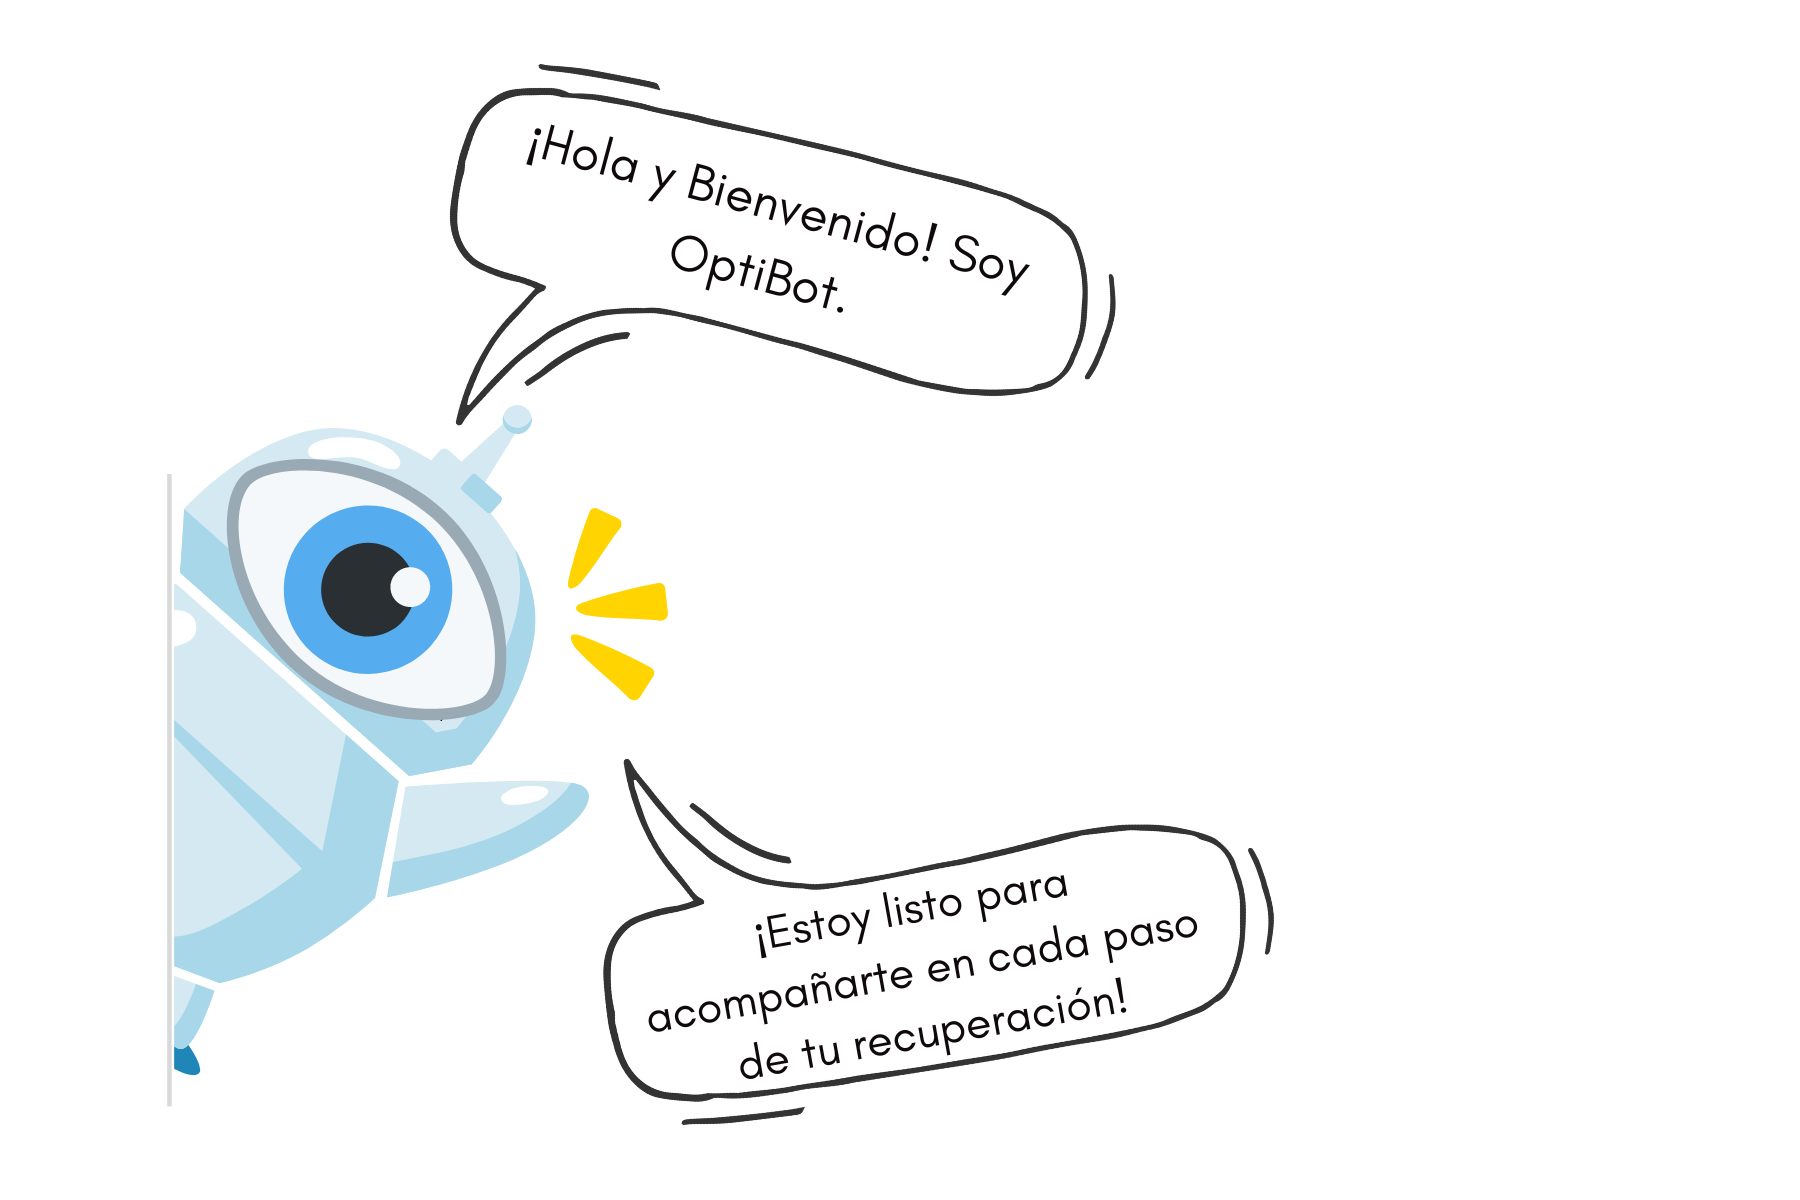 ¡Hola y Bienvenido! Soy
OptiBot.
¡Estoy listo para
acompañarte en cada paso
de tu recuperación!